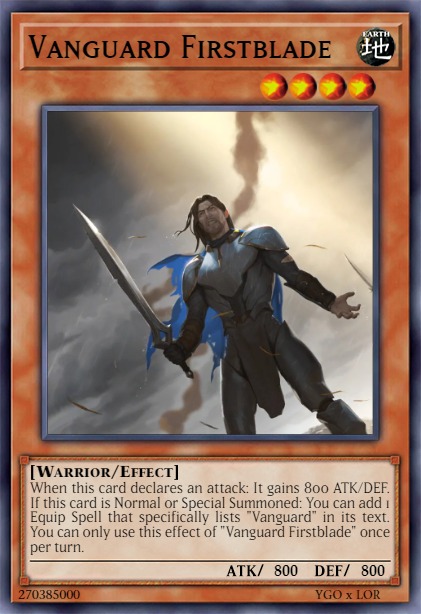 VANGUARD FIRSTBLADE
EARTH
地
[WARRIOR/EFFECT]
When this card declares an attack: It gains 800 ATK/DEF.
If this card is Normal or Special Summoned: You can add 1
Equip Spell that specifically lists "Vanguard" in its text.
You can only use this effect of "Vanguard Firstblade" once
per turn.
ATK/ 800 DEF/ 800
270385000 YGO x LOR